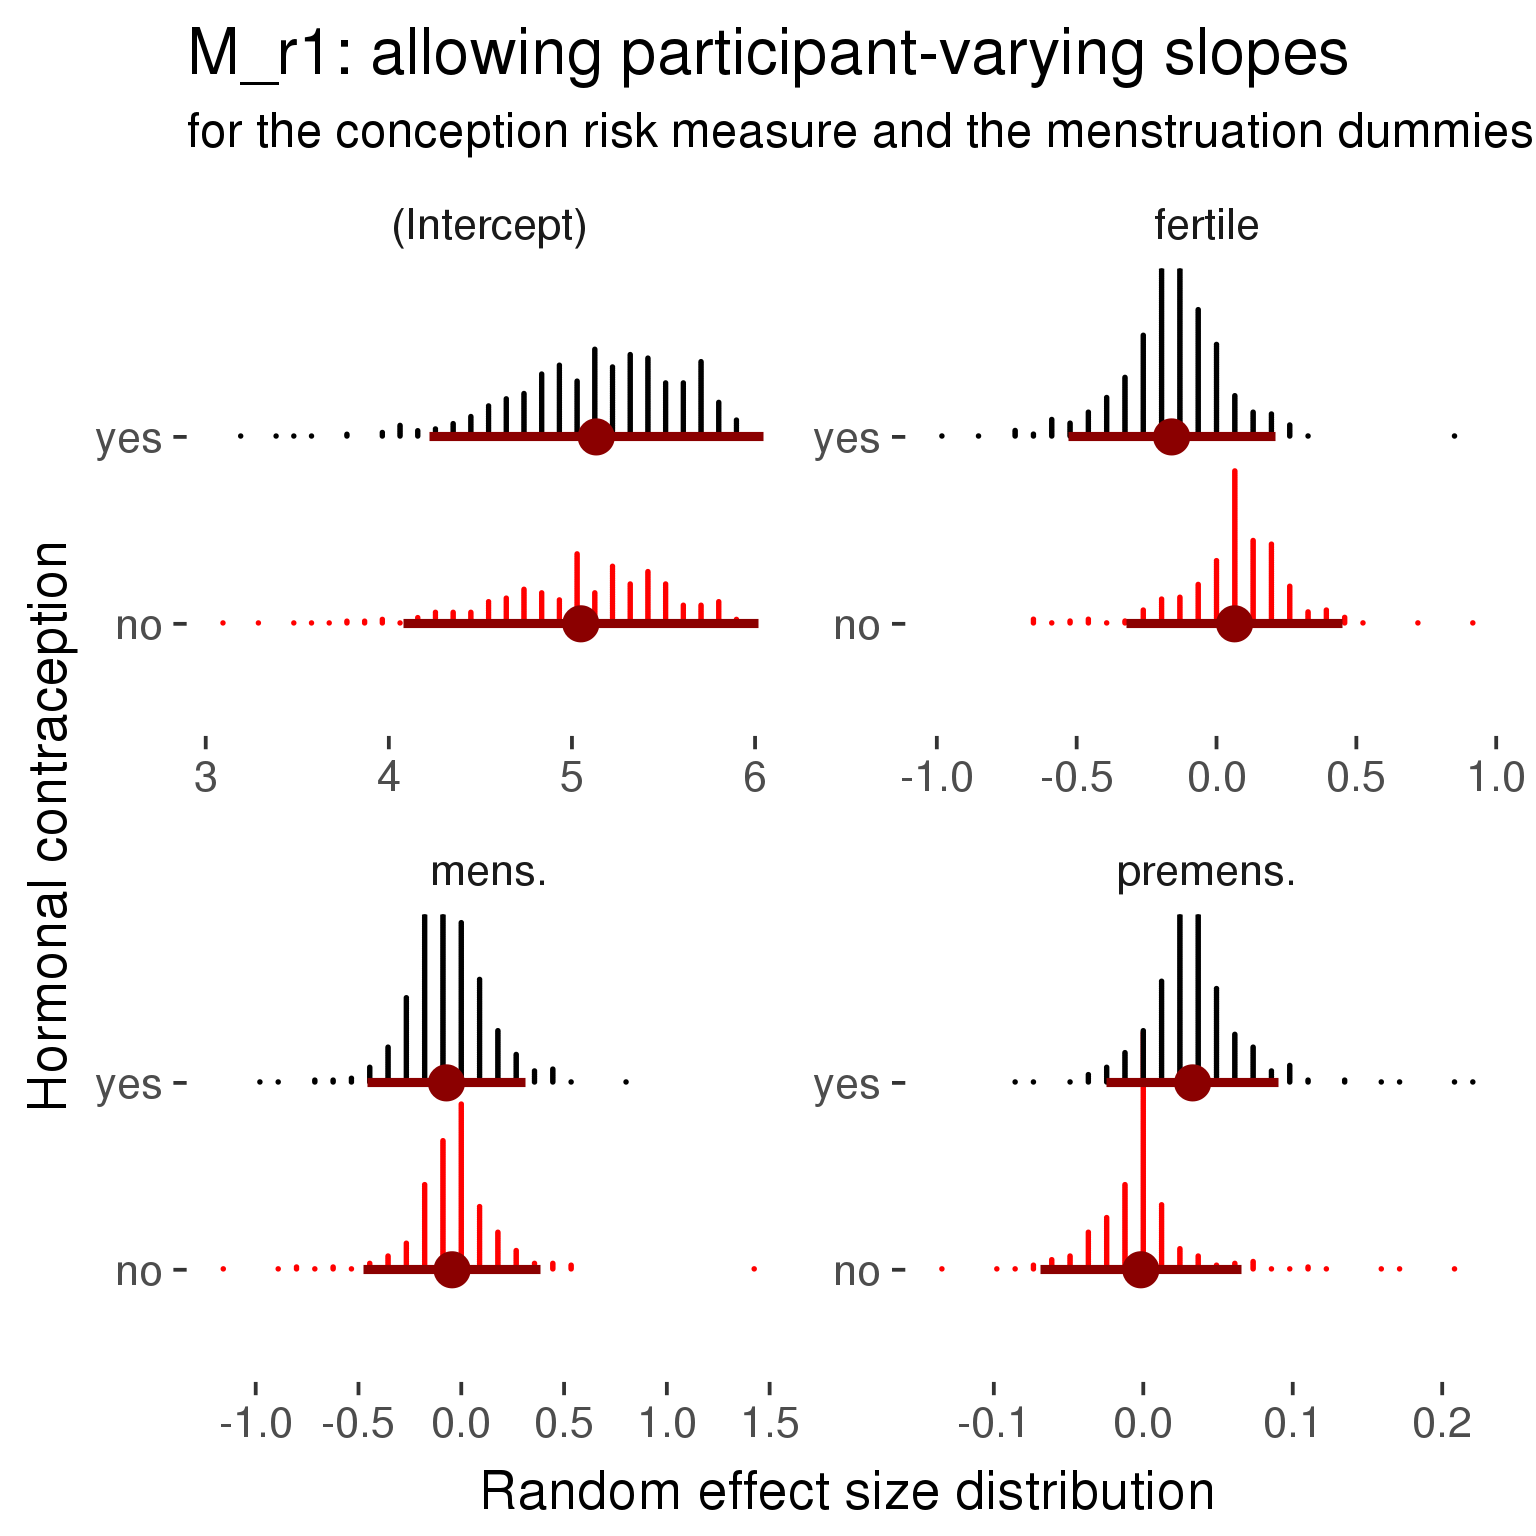 M_r1: allowing participant-varying slopes
for the conception risk measure and the menstruation dummies
(Intercept)
fertile
yes
no
yes
no
3 4 5 6
-1.0 -0.5 0.0 0.5 1.0
mens.
premens.
yes
no
yes
no
-1.0 -0.5 0.0 0.5 1.0 1.5
-0.1 0.0 0.1 0.2
Hormonal contraception
Random effect size distribution